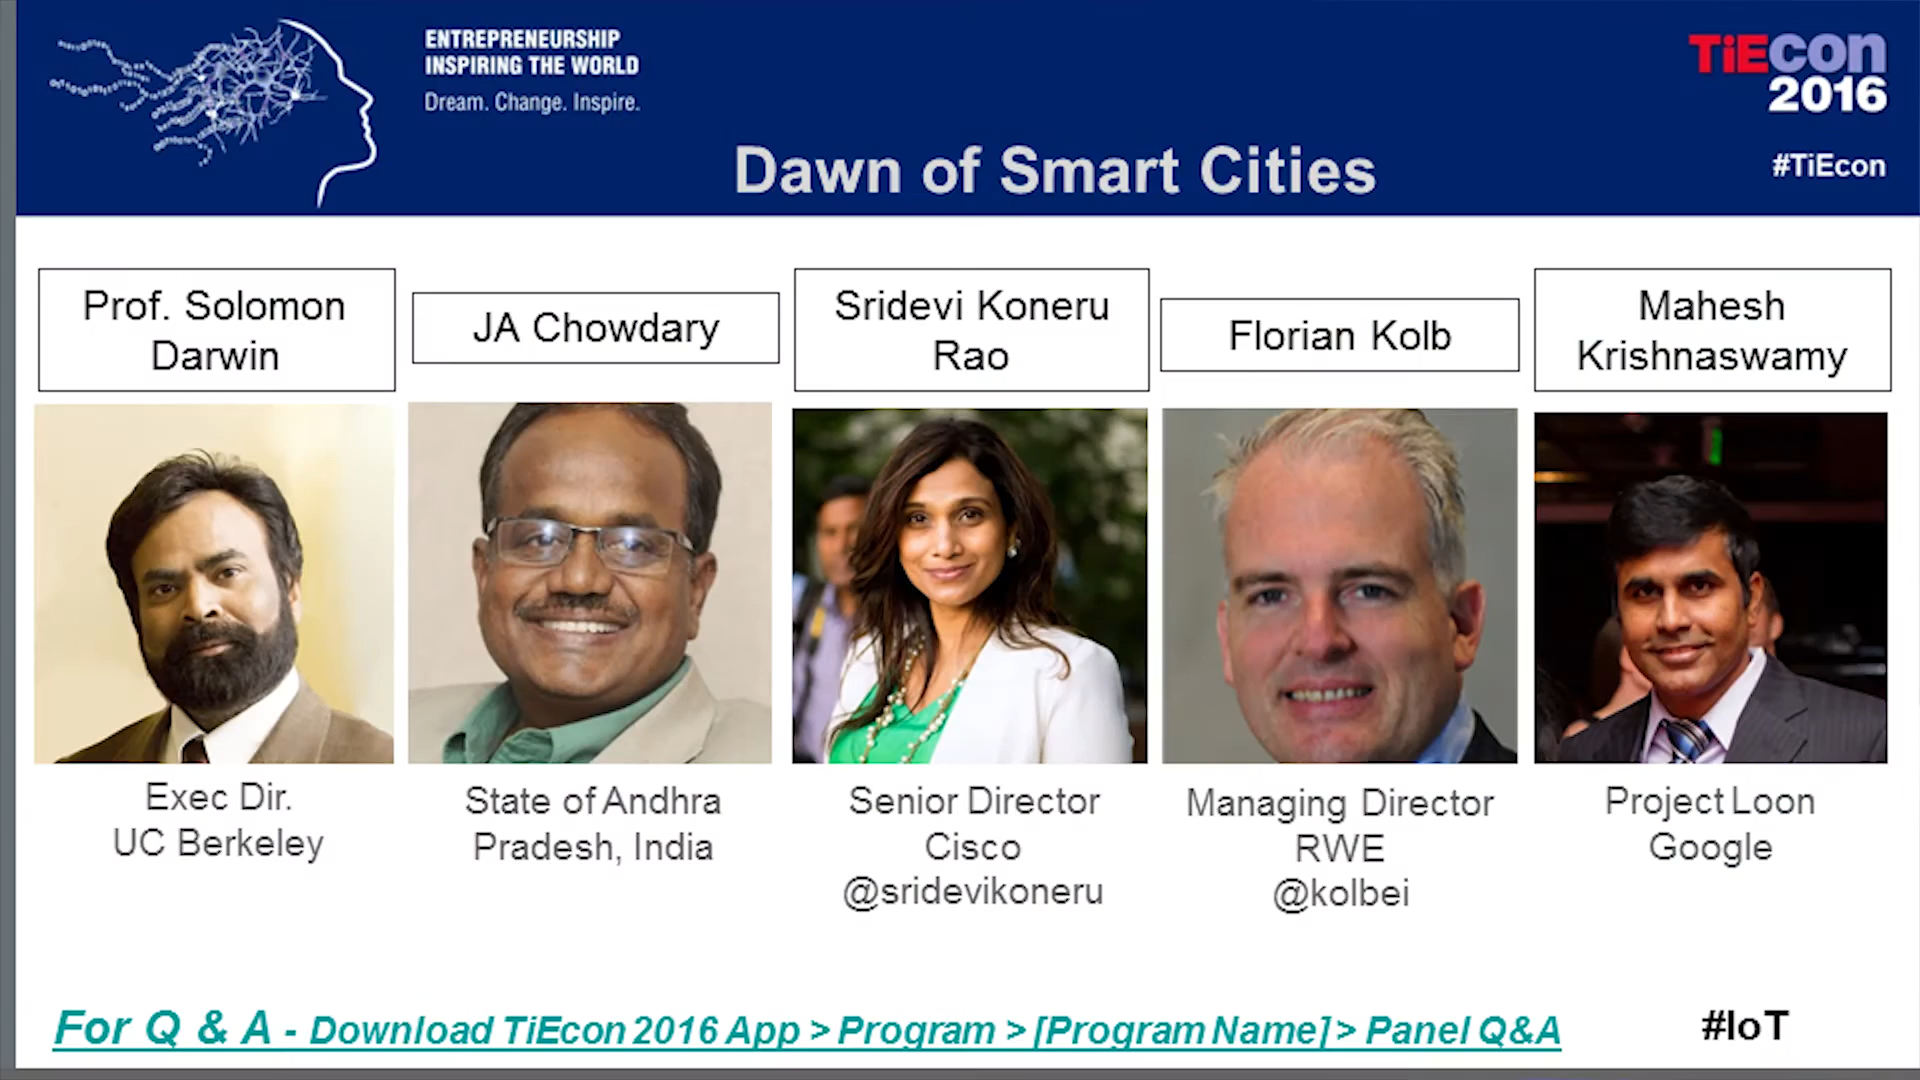 ENTREPRENEURSHIP
INSPIRING THE WORLD
Dream. Change. Inspire.
TiEcon
2016
#TiEcon
Dawn of Smart Cities
Prof. Solomon
Darwin
JA Chowdary
Sridevi Koneru
Rao
Florian Kolb
Mahesh
Krishnaswamy
Exec Dir.
UC Berkeley
State of Andhra
Pradesh, India
Senior Director
Cisco
@sridevikoneru
Managing Director
RWE
@kolbei
Project Loon
Google
For Q & A - Download TiEcon 2016 App > Program > [Program Name] > Panel Q&A
#IoT